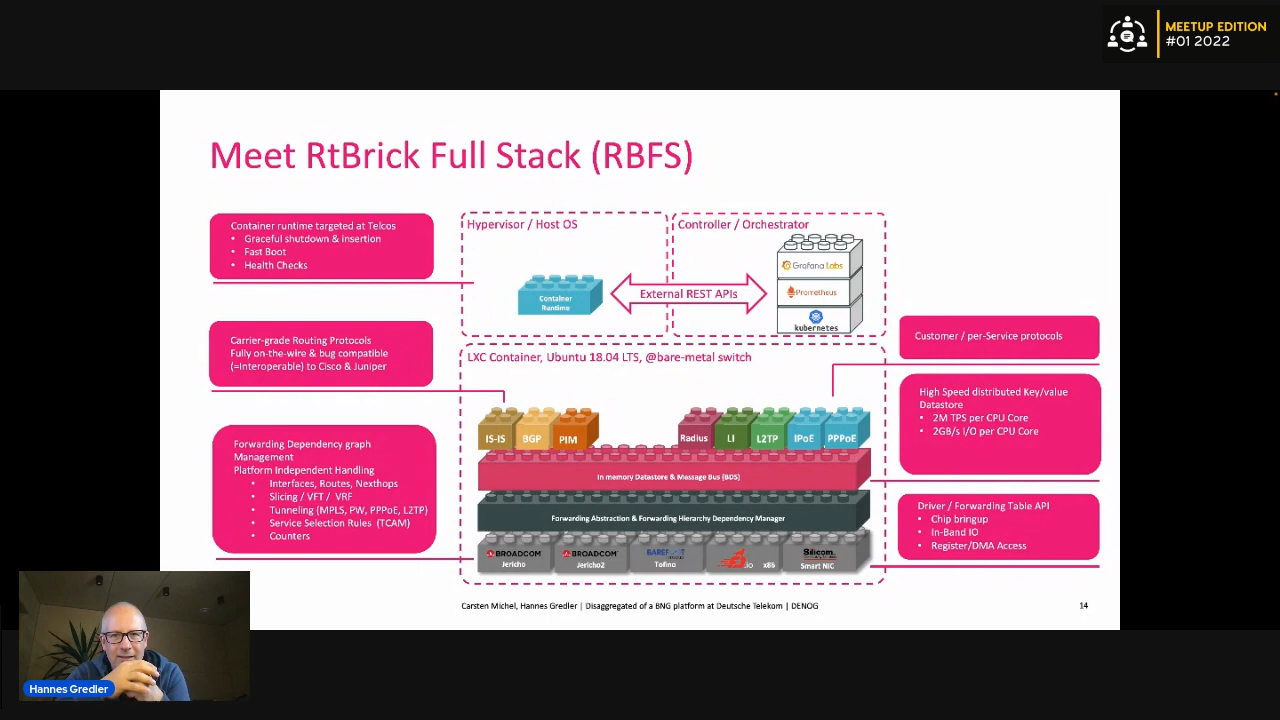 MEETUP EDITION
#01 2022
Meet RtBrick Full Stack (RBFS)
Container runtime targeted at Telcos
• Graceful shutdown & insertion
• Fast Boot
• Health Checks
Hypervisor / Host OS
Controller / Orchestrator
Container
Runtime
External REST APIs
Grafana Labs
Prometheus
kubernetes
Carrier-grade Routing Protocols
Fully on-the-wire & bug compatible
(=Interoperable) to Cisco & Juniper
LXC Container, Ubuntu 18.04 LTS, @bare-metal switch
Customer / per-Service protocols
High Speed distributed Key/value
Datastore
• 2M TPS per CPU Core
• 2GB/s I/O per CPU Core
IS-IS
BGP
PIM
Radius
LI
L2TP
IPoE
PPPoE
Forwarding Dependency graph
Management
Platform Independent Handling
• Interfaces, Routes, Nexthops
• Slicing / VFT / VRF
• Tunneling (MPLS, PW, PPPoE, L2TP)
• Service Selection Rules (TCAM)
• Counters
In memory Datastore & Message Bus [BDS]
Forwarding Abstraction & Forwarding Hierarchy Dependency Manager
Driver / Forwarding Table API
• Chip bringup
• In-Band IO
• Register/DMA Access
BROADCOM
Jericho
BROADCOM
Jericho2
Tofino
x86
Silicom
Smart NIC
Carsten Michel, Hannes Gredler | Disaggregated of a BNG platform at Deutsche Telekom | DENOG
14
Hannes Gredler